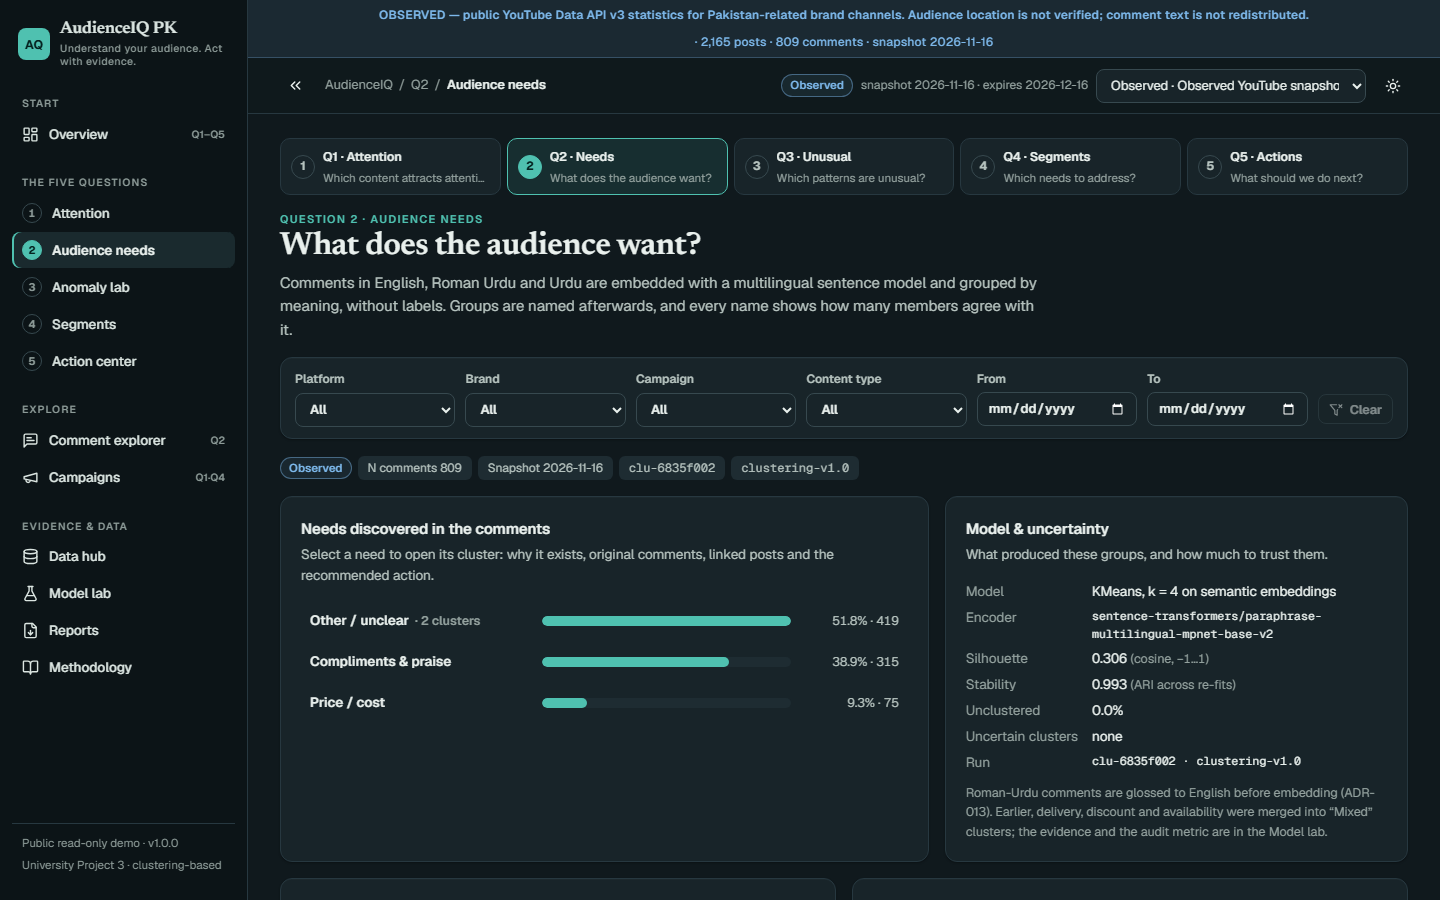 AQ
AudienceIQ PK
Understand your audience. Act
with evidence.
START
Overview Q1–Q5
THE FIVE QUESTIONS
1 Attention
2 Audience needs
3 Anomaly lab
4 Segments
5 Action center
EXPLORE
Comment explorer Q2
Campaigns Q1-Q4
EVIDENCE & DATA
Data hub
Model lab
Reports
Methodology
Public read-only demo · v1.0.0
University Project 3 · clustering-based
OBSERVED — public YouTube Data API v3 statistics for Pakistan-related brand channels. Audience location is not verified; comment text is not redistributed.
· 2,165 posts · 809 comments · snapshot 2026-11-16
AudienceIQ / Q2 / Audience needs
Observed snapshot 2026-11-16 · expires 2026-12-16 Observed · Observed YouTube snapsho
1 Q1 · Attention
Which content attracts attenti...
2 Q2 · Needs
What does the audience want?
3 Q3 · Unusual
Which patterns are unusual?
4 Q4 · Segments
Which needs to address?
5 Q5 · Actions
What should we do next?
QUESTION 2 · AUDIENCE NEEDS
What does the audience want?
Comments in English, Roman Urdu and Urdu are embedded with a multilingual sentence model and grouped by
meaning, without labels. Groups are named afterwards, and every name shows how many members agree with
it.
Platform Brand Campaign Content type From To
All All All All mm/dd/yyyy mm/dd/yyyy Clear
Observed N comments 809 Snapshot 2026-11-16 clu-6835f002 clustering-v1.0
Needs discovered in the comments
Select a need to open its cluster: why it exists, original comments, linked posts and the
recommended action.
Other / unclear · 2 clusters 51.8% · 419
Compliments & praise 38.9% · 315
Price / cost 9.3% · 75
Model & uncertainty
What produced these groups, and how much to trust them.
Model KMeans, k = 4 on semantic embeddings
Encoder sentence-transformers/paraphrase-
multilingual-mpnet-base-v2
Silhouette 0.306 (cosine, −1…1)
Stability 0.993 (ARI across re-fits)
Unclustered 0.0%
Uncertain clusters none
Run clu-6835f002 · clustering-v1.0
Roman-Urdu comments are glossed to English before embedding (ADR-
013). Earlier, delivery, discount and availability were merged into “Mixed”
clusters; the evidence and the audit metric are in the Model lab.